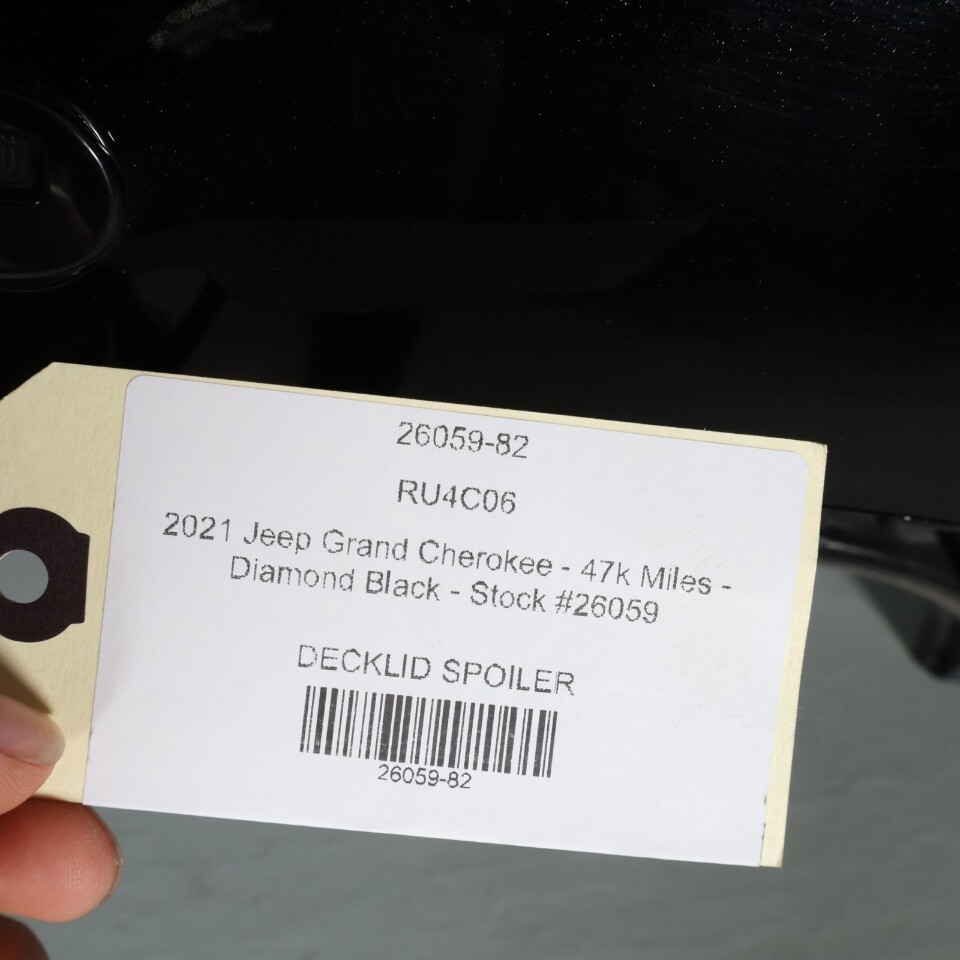 26059-82
RU4C06
2021 Jeep Grand Cherokee - 47k Miles -
Diamond Black - Stock #26059
DECKLID SPOILER
26059-82